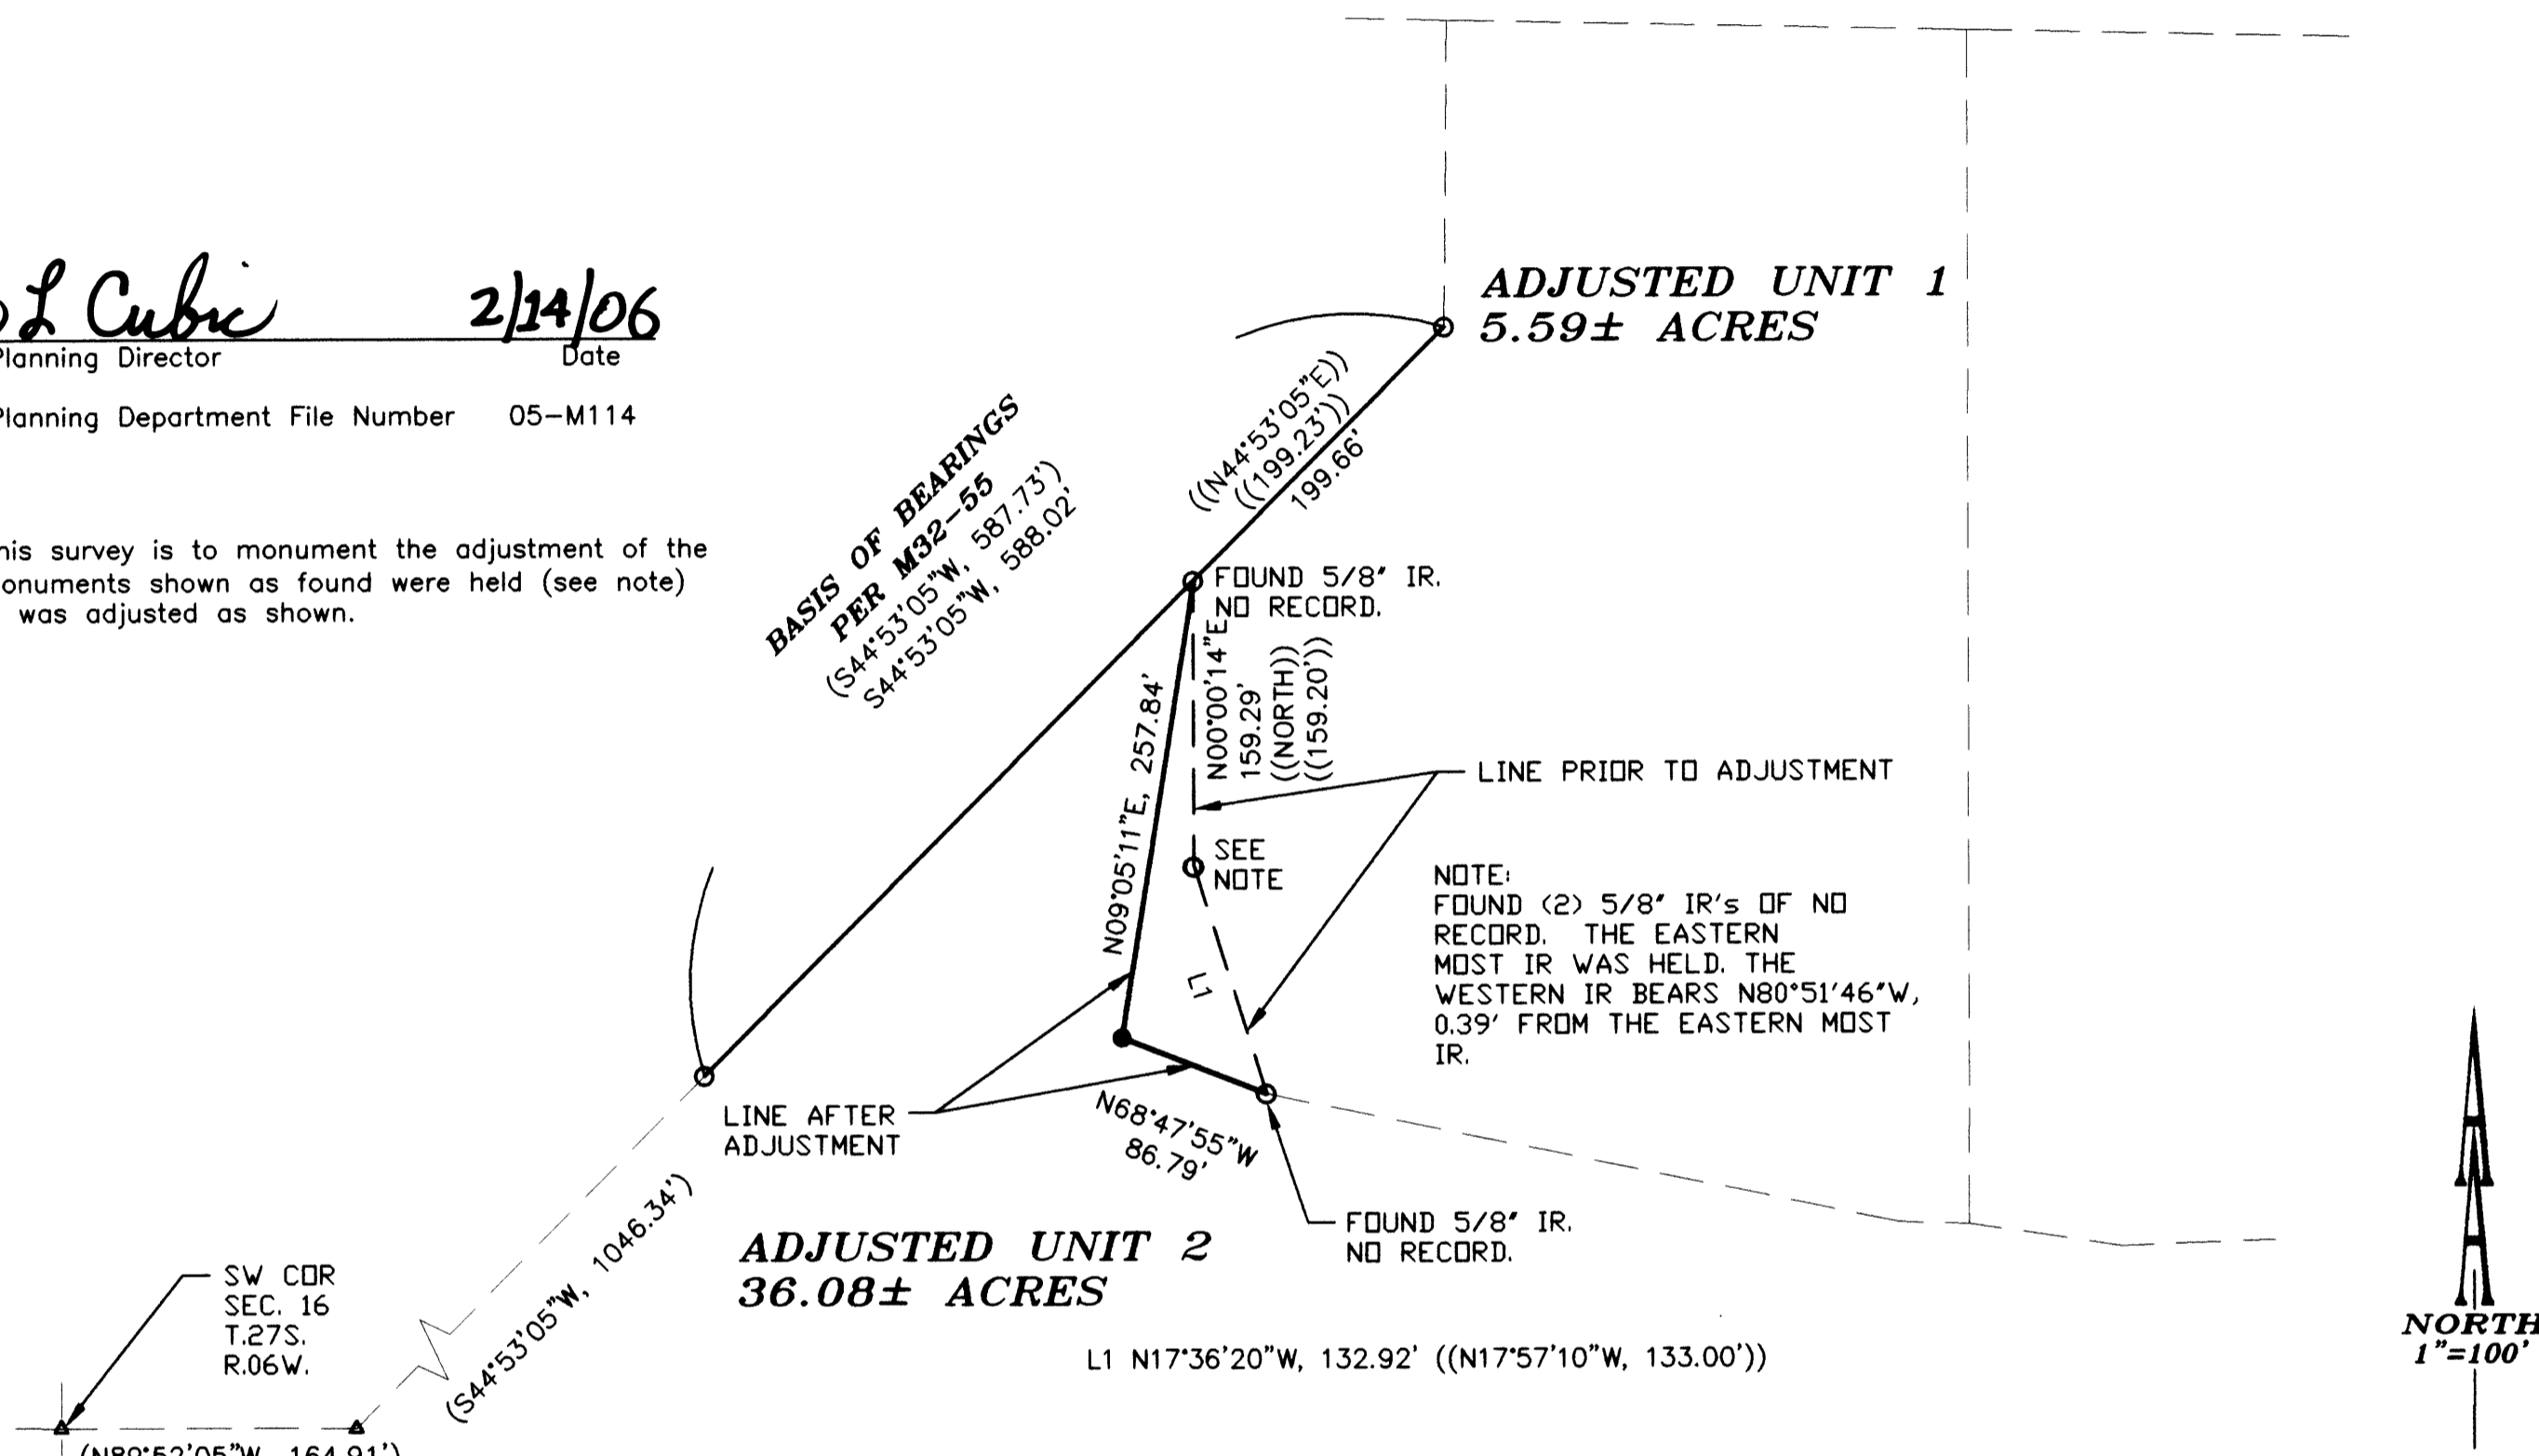 L Cubic 2/14/06
Planning Director Date
Planning Department File Number 05-M114
this survey is to monument the adjustment of the
monuments shown as found were held (see note)
was adjusted as shown.
ADJUSTED UNIT 1
5.59± ACRES
BASIS OF BEARINGS
PER M32-55
(S44°53'05"W, 587.73')
S44°53'05"W, 588.02'
((N44°53'05"E))
((199.23'))
199.66'
FOUND 5/8" IR.
NO RECORD.
N00°00'14"E
159.29'
((NORTH))
((159.20'))
N09°05'11"E, 257.84'
LINE PRIOR TO ADJUSTMENT
SEE
NOTE
NOTE:
FOUND (2) 5/8" IR's OF NO
RECORD. THE EASTERN
MOST IR WAS HELD. THE
WESTERN IR BEARS N80°51'46"W,
0.39' FROM THE EASTERN MOST
IR.
L1
LINE AFTER
ADJUSTMENT
N68°47'55"W
86.79'
FOUND 5/8" IR.
NO RECORD.
ADJUSTED UNIT 2
36.08± ACRES
SW COR
SEC. 16
T.27S.
R.06W.
(S44°53'05"W, 1046.34')
L1 N17°36'20"W, 132.92' ((N17°57'10"W, 133.00'))
NORTH
1"=100'
(N89°52'05"W, 164.91')